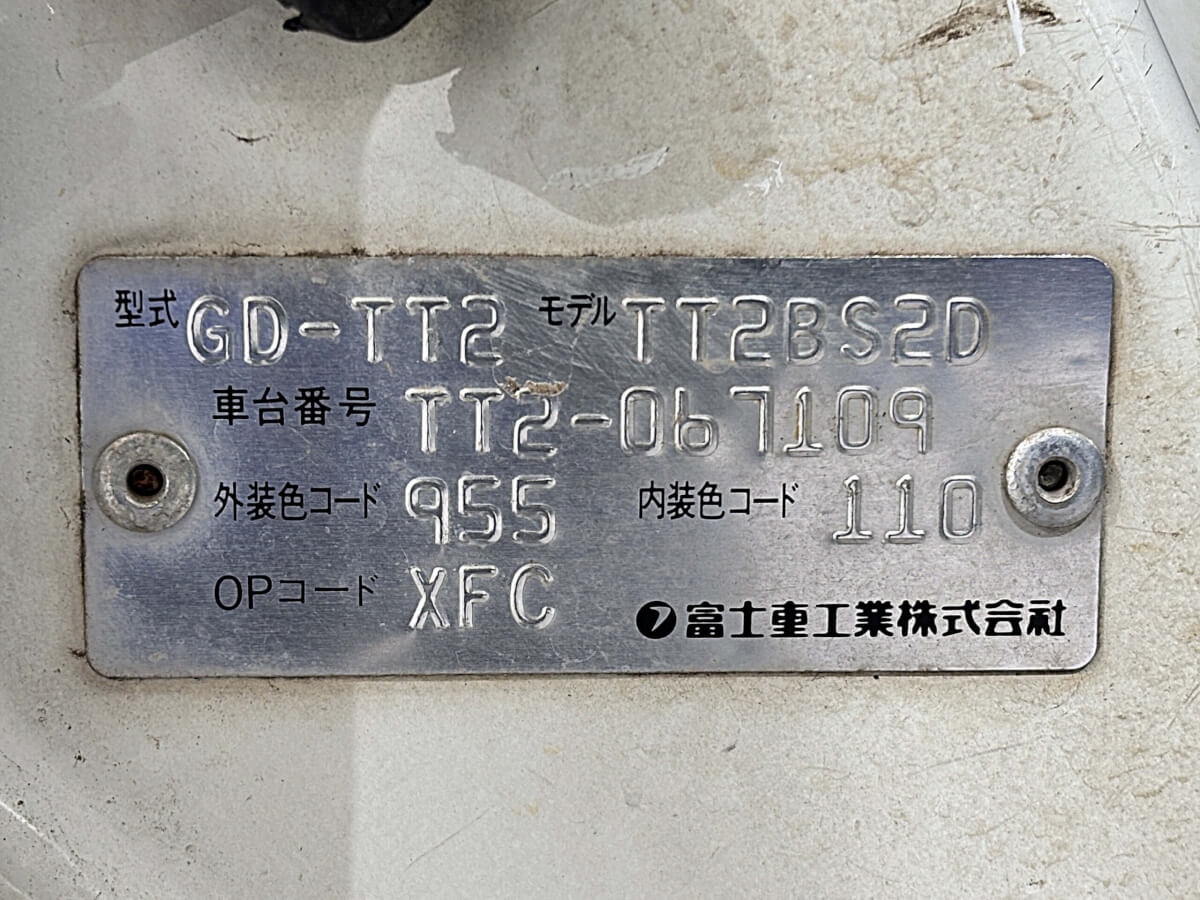 型式 GD-TT2 モデル TT2BS2D
車台番号 TT2-067109
外装色コード 955 内装色コード 110
OPコード XFC
富士重工業株式会社